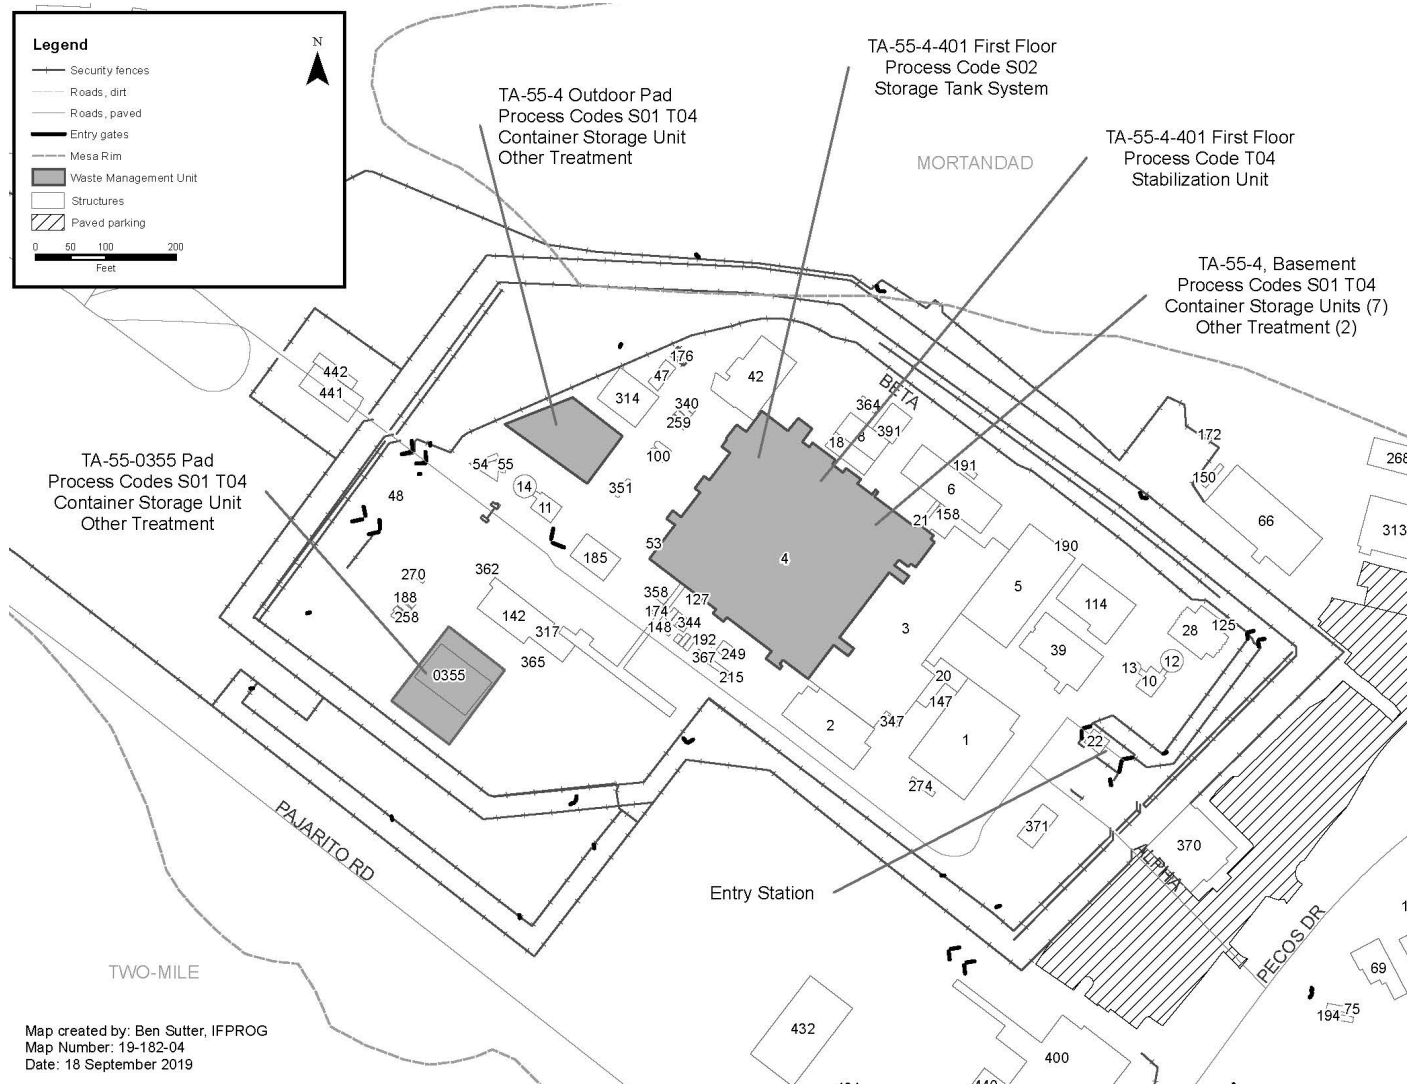 Legend
N
Security fences
Roads, dirt
Roads, paved
Entry gates
Mesa Rim
Waste Management Unit
Structures
Paved parking
0 50 100 200
Feet
TA-55-4 Outdoor Pad
Process Codes S01 T04
Container Storage Unit
Other Treatment
TA-55-4-401 First Floor
Process Code S02
Storage Tank System
TA-55-4-401 First Floor
Process Code T04
Stabilization Unit
MORTANDAD
TA-55-4, Basement
Process Codes S01 T04
Container Storage Units (7)
Other Treatment (2)
TA-55-0355 Pad
Process Codes S01 T04
Container Storage Unit
Other Treatment
442
441
176
47
42
314
340
259
BETA
364
391
18
8
100
172
268
54
55
191
150
14
351
6
48
11
21
158
66
313
53
185
4
190
270
362
358
127
5
114
188
258
174
142
344
148
317
192
3
28
125
249
39
365
367
0355
215
13
12
20
10
147
2
347
1
22
274
371
370
PAJARITO RD
ALPHA
Entry Station
PECOS DR
TWO-MILE
69
194
75
432
400
Map created by: Ben Sutter, IFPROG
Map Number: 19-182-04
Date: 18 September 2019